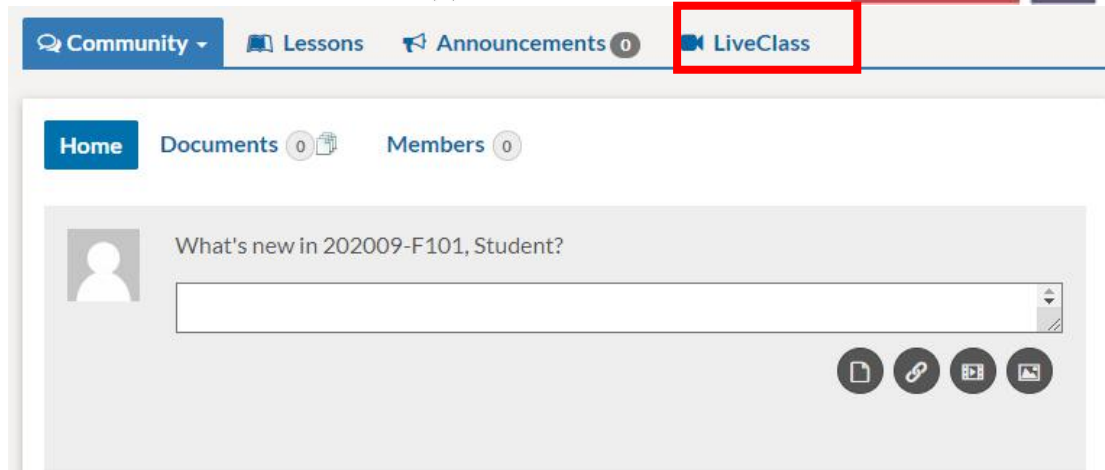 Community Lessons Announcements 0 LiveClass
Home Documents 0 Members 0
What's new in 202009-F101, Student?